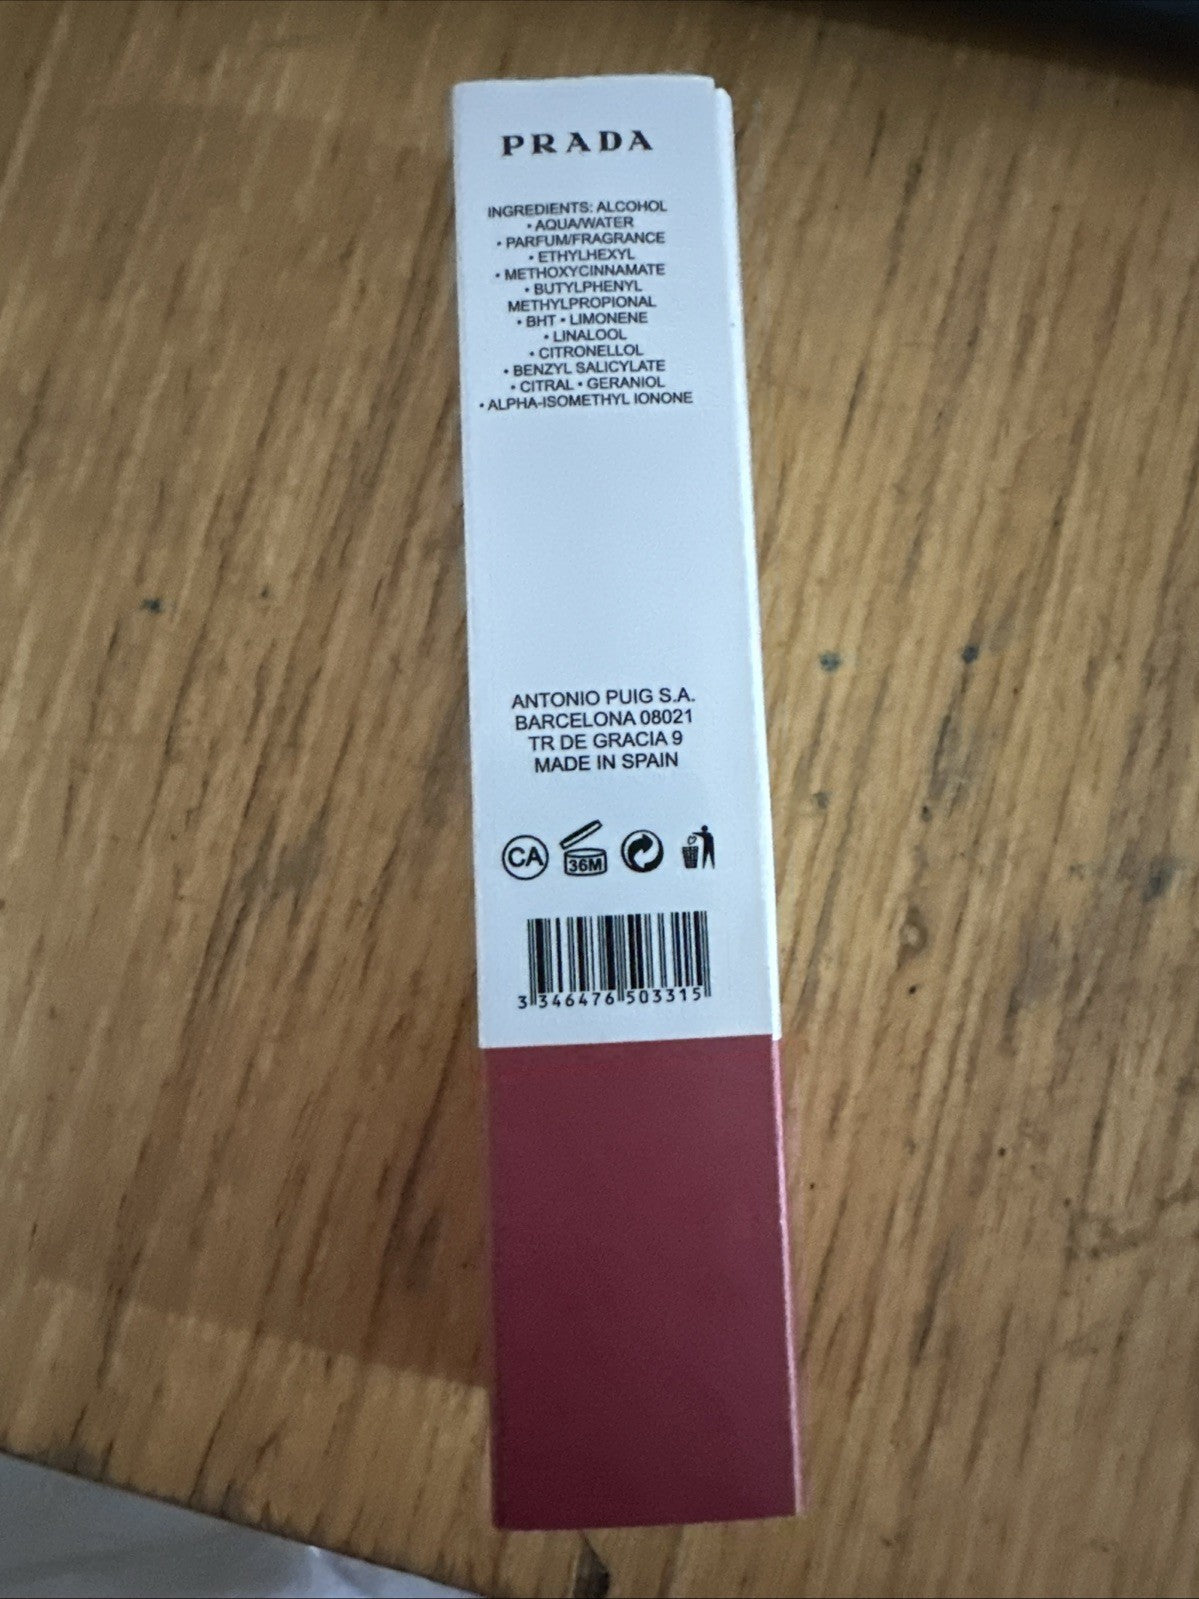 PRADA
INGREDIENTS: ALCOHOL
• AQUA/WATER
• PARFUM/FRAGRANCE
• ETHYLHEXYL
• METHOXYCINNAMATE
• BUTYLPHENYL
METHYLPROPIONAL
• BHT • LIMONENE
• LINALOOL
• CITRONELLOL
• BENZYL SALICYLATE
• CITRAL • GERANIOL
• ALPHA-ISOMETHYL IONONE
ANTONIO PUIG S.A.
BARCELONA 08021
TR DE GRACIA 9
MADE IN SPAIN
CA 36M
3 346476 503315